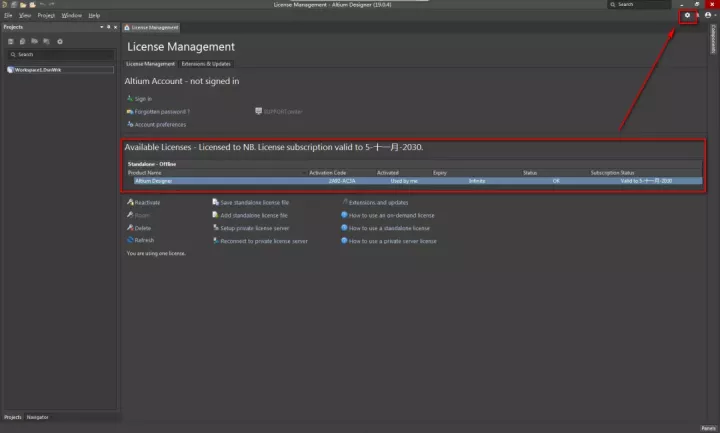 License Management - Altium Designer (19.0.4)
Search
File View Project Window Help
Projects
License Management
Search
Workspace1.DsnWrk
License Management
License Management Extensions & Updates
Altium Account - not signed in
Sign in
Forgotten password ?
SUPPORTcenter
Account preferences
Available Licenses - Licensed to NB. License subscription valid to 5-十一月-2030.
Standalone - Offline
Product Name Activation Code Activated Expiry Status Subscription Status
Altium Designer Used by me Infinity OK Valid to 5-十一月-2030
Reactivate Save standalone license file Extensions and updates
Roam Add standalone license file How to use an on-demand license
Delete Setup private license server How to use a standalone license
Refresh Reconnect to private license server How to use a private server license
You are using one license.
Components
Projects Navigator
Panels